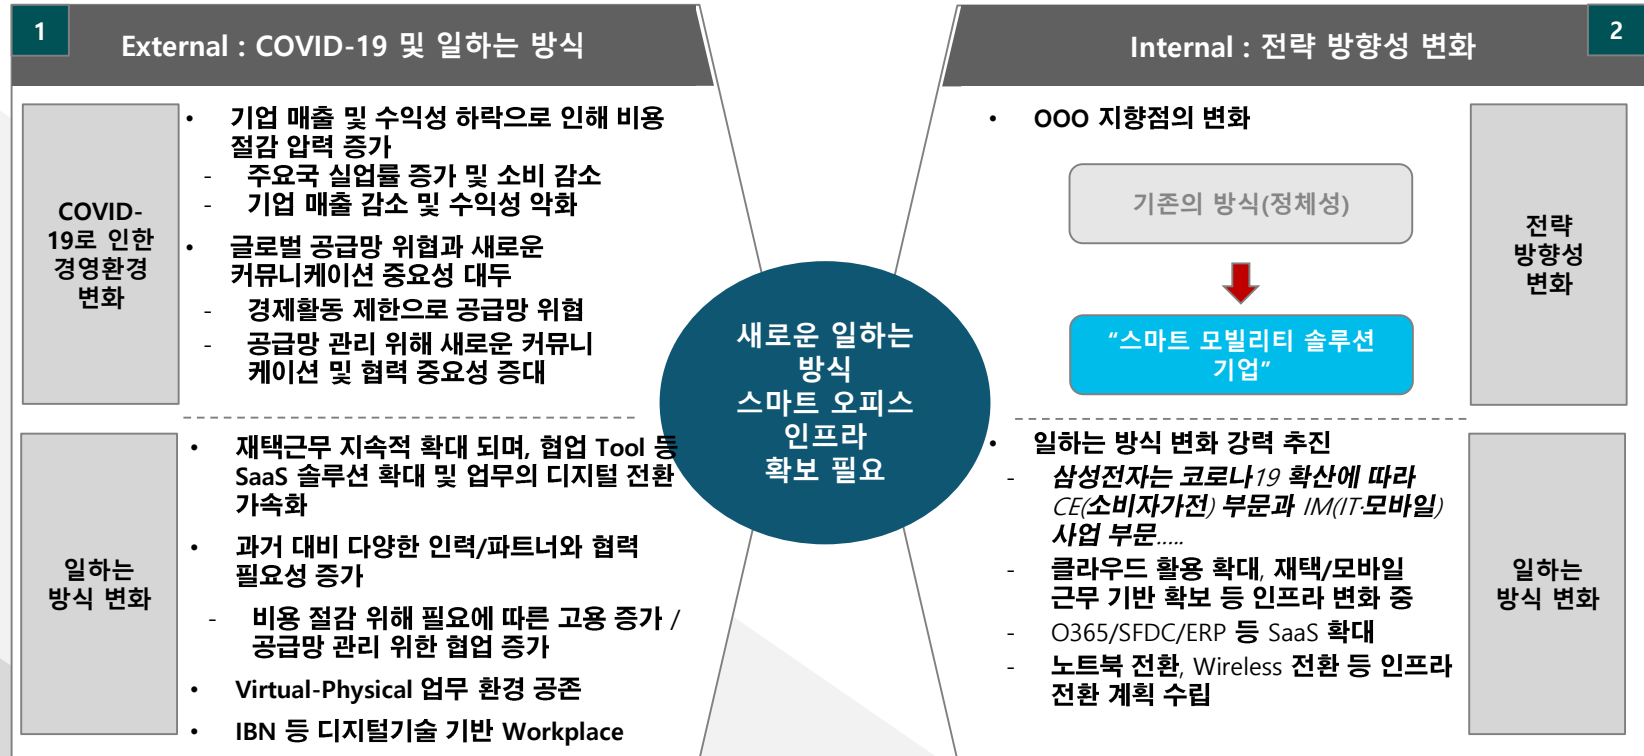 1
External : COVID-19 및 일하는 방식
COVID-
19로 인한
경영환경
변화
• 기업 매출 및 수익성 하락으로 인해 비용
절감 압력 증가
- 주요국 실업률 증가 및 소비 감소
- 기업 매출 감소 및 수익성 악화
• 글로벌 공급망 위협과 새로운
커뮤니케이션 중요성 대두
- 경제활동 제한으로 공급망 위협
- 공급망 관리 위해 새로운 커뮤니
케이션 및 협력 중요성 증대
일하는
방식 변화
• 재택근무 지속적 확대 되며, 협업 Tool 등
SaaS 솔루션 확대 및 업무의 디지털 전환
가속화
• 과거 대비 다양한 인력/파트너와 협력
필요성 증가
- 비용 절감 위해 필요에 따른 고용 증가 /
공급망 관리 위한 협업 증가
• Virtual-Physical 업무 환경 공존
• IBN 등 디지털기술 기반 Workplace
새로운 일하는
방식
스마트 오피스
인프라
확보 필요
Internal : 전략 방향성 변화
2
• OOO 지향점의 변화
기존의 방식(정체성)
“스마트 모빌리티 솔루션
기업”
전략
방향성
변화
• 일하는 방식 변화 강력 추진
- 삼성전자는 코로나19 확산에 따라
CE(소비자가전) 부문과 IM(IT·모바일)
사업 부문.....
- 클라우드 활용 확대, 재택/모바일
근무 기반 확보 등 인프라 변화 중
- O365/SFDC/ERP 등 SaaS 확대
- 노트북 전환, Wireless 전환 등 인프라
전환 계획 수립
일하는
방식 변화